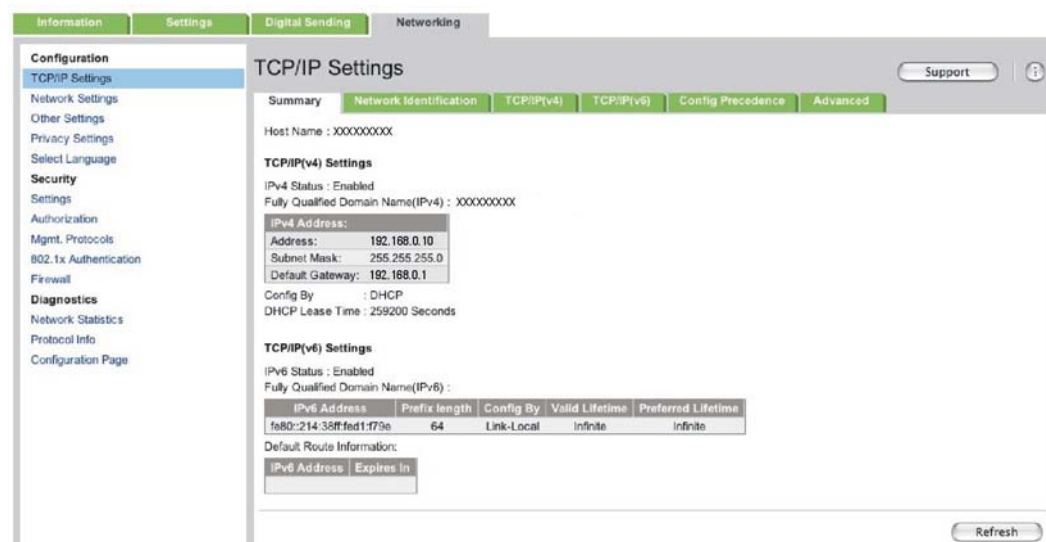 Information Settings Digital Sending Networking
Configuration
TCP/IP Settings
Network Settings
Other Settings
Privacy Settings
Select Language
Security
Settings
Authorization
Mgmt. Protocols
802.1x Authentication
Firewall
Diagnostics
Network Statistics
Protocol Info
Configuration Page
TCP/IP Settings
Support i
Summary Network Identification TCP/IP(v4) TCP/IP(v6) Config Precedence Advanced
Host Name : XXXXXXXXX
TCP/IP(v4) Settings
IPv4 Status : Enabled
Fully Qualified Domain Name(IPv4) : XXXXXXXXX
IPv4 Address:
Address: 192.168.0.10
Subnet Mask: 255.255.255.0
Default Gateway: 192.168.0.1
Config By : DHCP
DHCP Lease Time : 259200 Seconds
TCP/IP(v6) Settings
IPv6 Status : Enabled
Fully Qualified Domain Name(IPv6) :
IPv6 Address Prefix length Config By Valid Lifetime Preferred Lifetime
fe80::214:38ff:fed1:f79e 64 Link-Local Infinite Infinite
Default Route Information:
IPv6 Address Expires In
Refresh